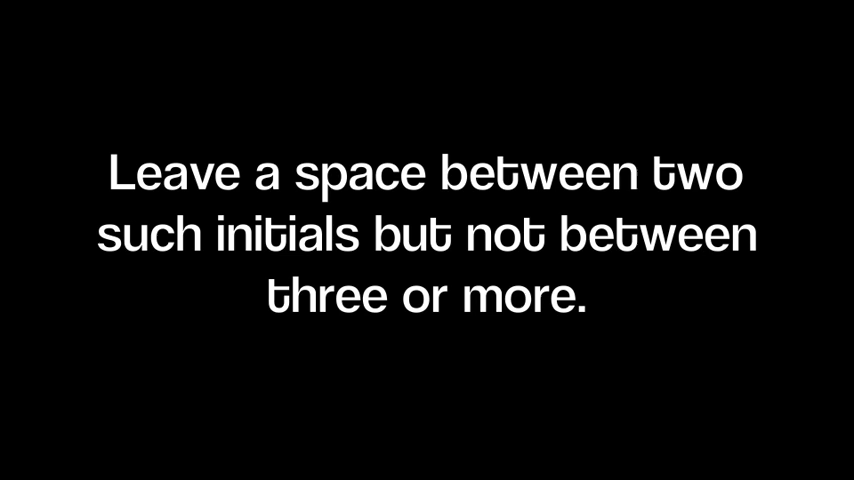 Leave a space between two
such initials but not between
three or more.